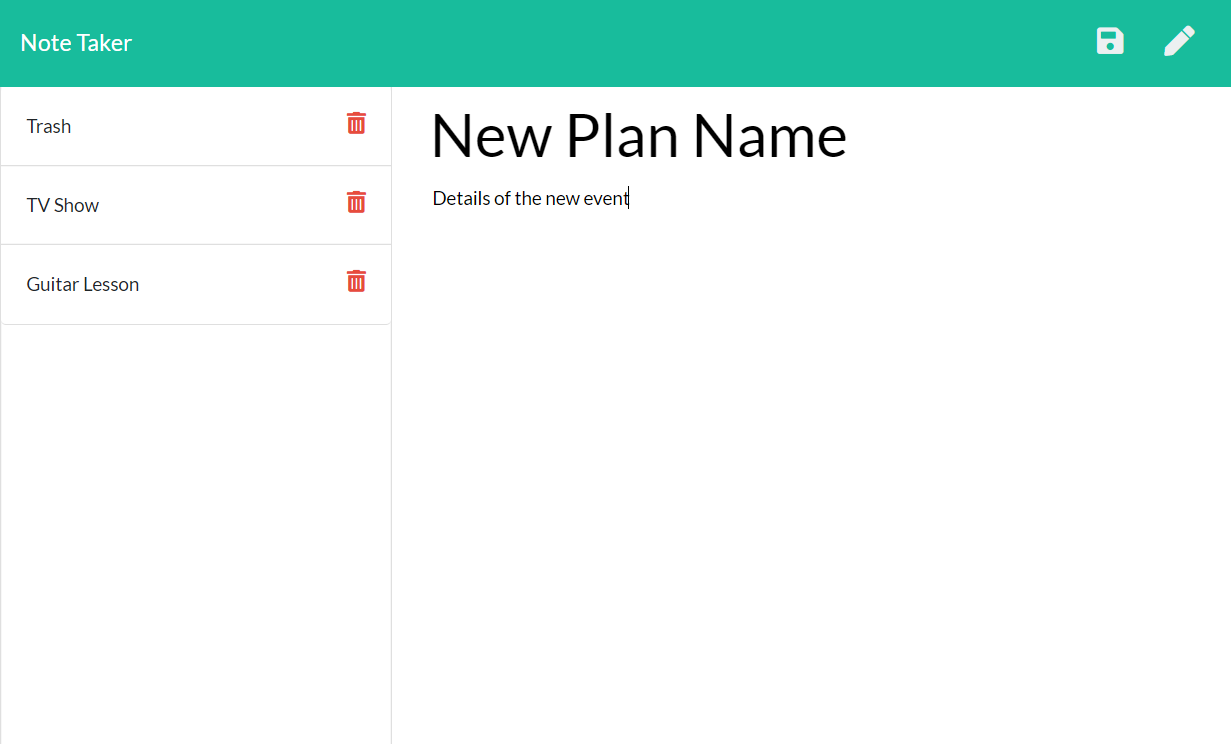 Note Taker
Trash
TV Show
Guitar Lesson
New Plan Name
Details of the new event